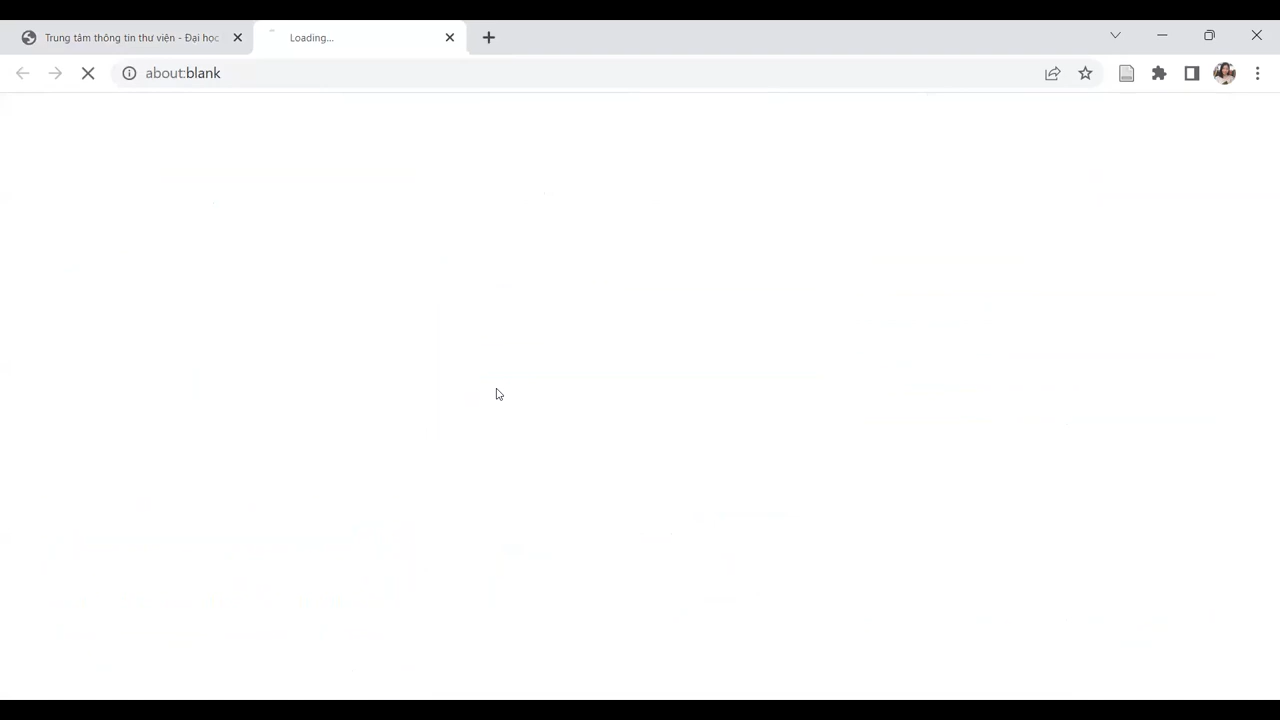 Trung tâm thông tin thư viện - Đại học
Loading...
about:blank